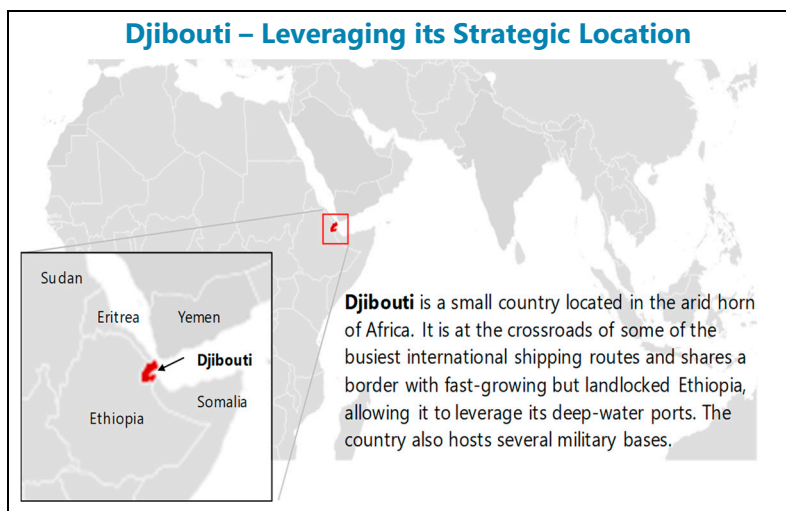 Djibouti – Leveraging its Strategic Location
Sudan
Eritrea
Yemen
Djibouti
Somalia
Ethiopia
Djibouti is a small country located in the arid horn
of Africa. It is at the crossroads of some of the
busiest international shipping routes and shares a
border with fast-growing but landlocked Ethiopia,
allowing it to leverage its deep-water ports. The
country also hosts several military bases.